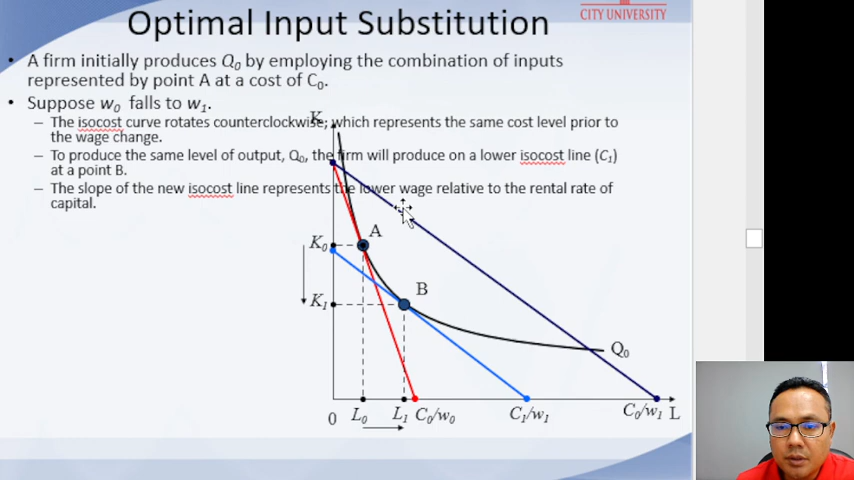 Optimal Input Substitution
CITY UNIVERSITY
• A firm initially produces Q0 by employing the combination of inputs
represented by point A at a cost of C0.
• Suppose w0 falls to w1.
– The isocost curve rotates counterclockwise; which represents the same cost level prior to
the wage change.
– To produce the same level of output, Q0, the firm will produce on a lower isocost line (C1)
at a point B.
– The slope of the new isocost line represents the lower wage relative to the rental rate of
capital.
K
A
K0
B
K1
Q0
0 L0 L1 C0/w0 C1/w1 C0/w1 L